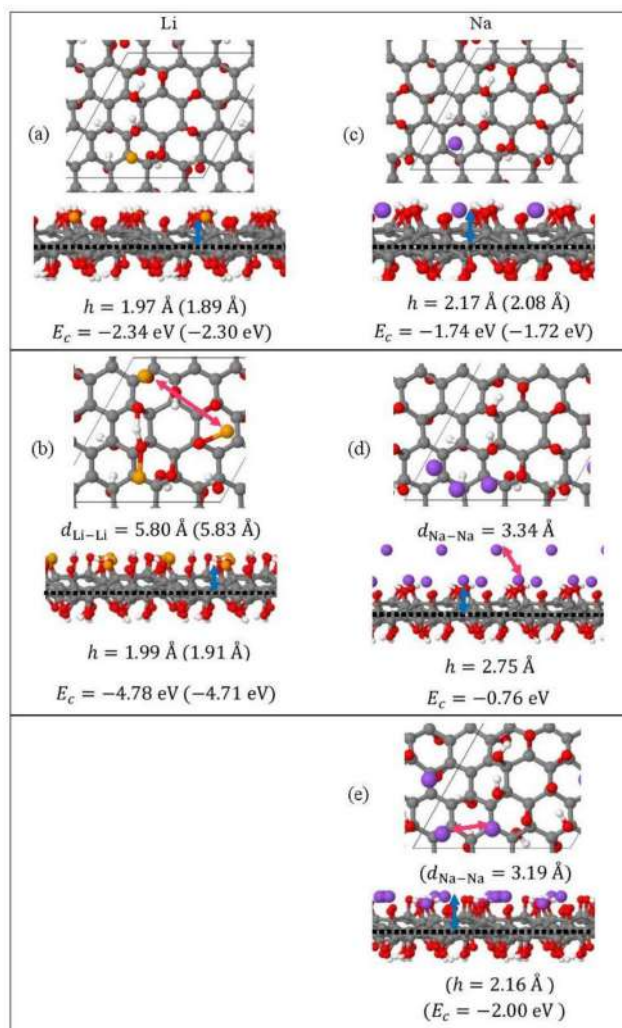 Li
Na
(a)
(c)
h = 1.97 Å (1.89 Å)
E_c = −2.34 eV (−2.30 eV)
h = 2.17 Å (2.08 Å)
E_c = −1.74 eV (−1.72 eV)
(b)
(d)
d_Li−Li = 5.80 Å (5.83 Å)
d_Na−Na = 3.34 Å
h = 1.99 Å (1.91 Å)
E_c = −4.78 eV (−4.71 eV)
h = 2.75 Å
E_c = −0.76 eV
(e)
(d_Na−Na = 3.19 Å)
(h = 2.16 Å )
(E_c = −2.00 eV )